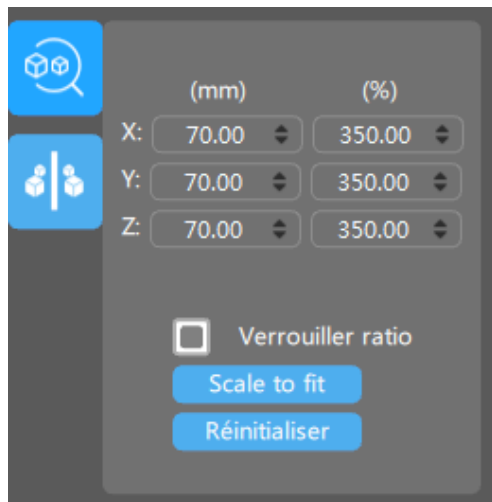 (mm) (%)
X: 70.00 350.00
Y: 70.00 350.00
Z: 70.00 350.00
Verrouiller ratio
Scale to fit
Réinitialiser